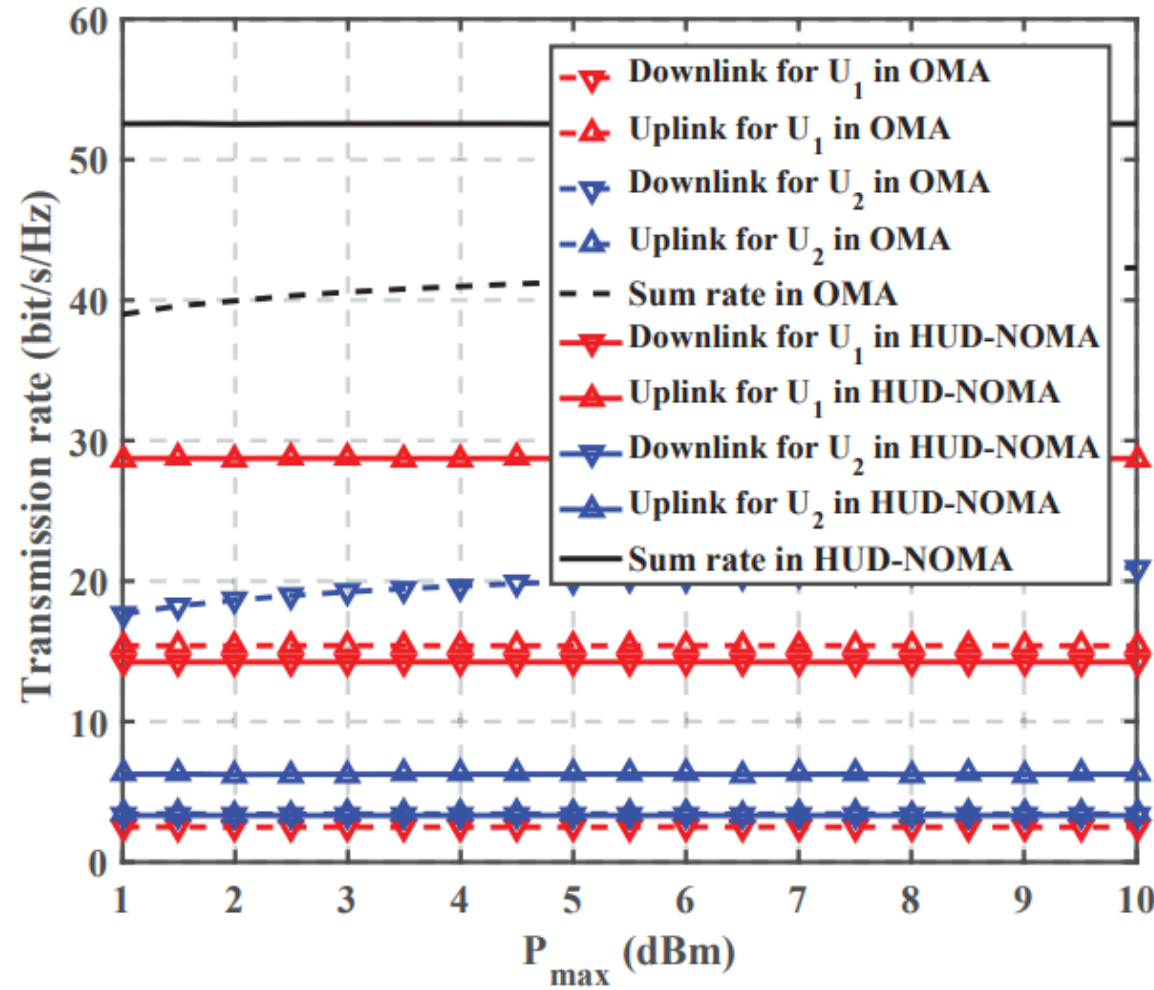 60
50
40
30
20
10
0
Transmission rate (bit/s/Hz)
Downlink for U1 in OMA
Uplink for U1 in OMA
Downlink for U2 in OMA
Uplink for U2 in OMA
Sum rate in OMA
Downlink for U1 in HUD-NOMA
Uplink for U1 in HUD-NOMA
Downlink for U2 in HUD-NOMA
Uplink for U2 in HUD-NOMA
Sum rate in HUD-NOMA
1 2 3 4 5 6 7 8 9 10
Pmax (dBm)